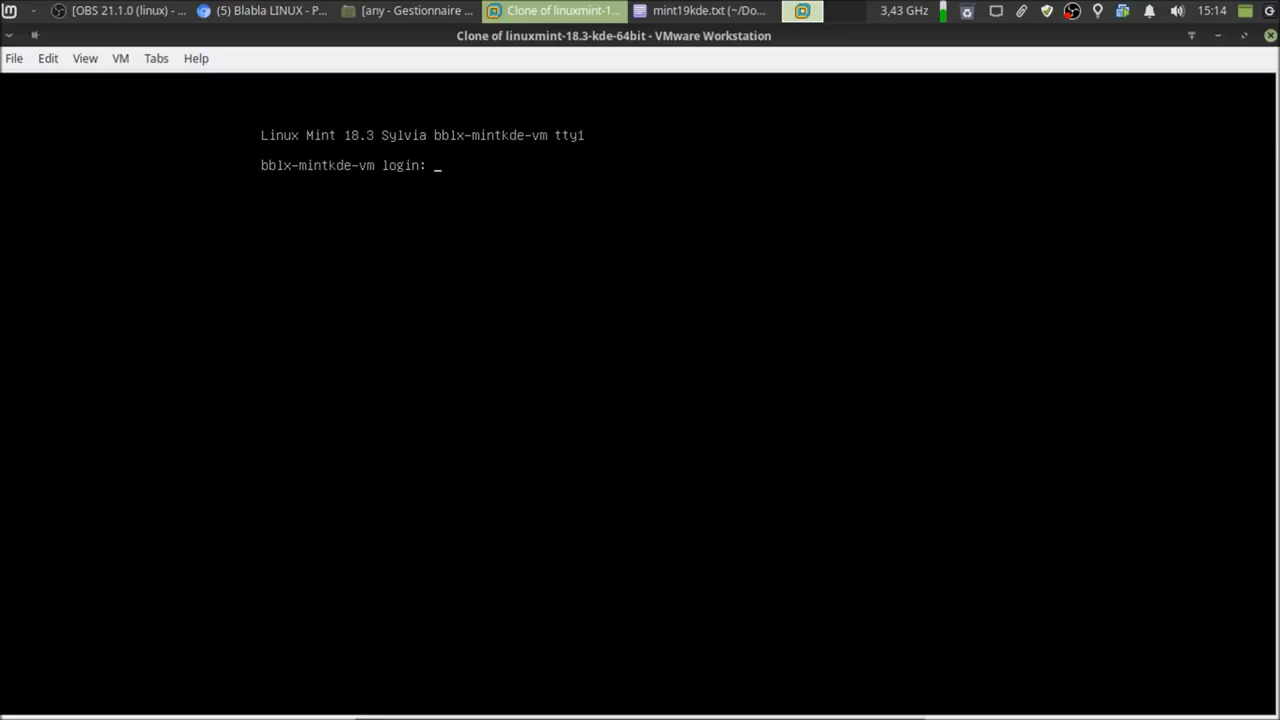 [OBS 21.1.0 (linux) - ...
(5) Blabla LINUX - P...
[any - Gestionnaire ...
Clone of linuxmint-1...
mint19kde.txt (~/Do...
3,43 GHz
15:14
Clone of linuxmint-18.3-kde-64bit - VMware Workstation
File Edit View VM Tabs Help
Linux Mint 18.3 Sylvia bblx-mintkde-vm tty1
bblx-mintkde-vm login: _